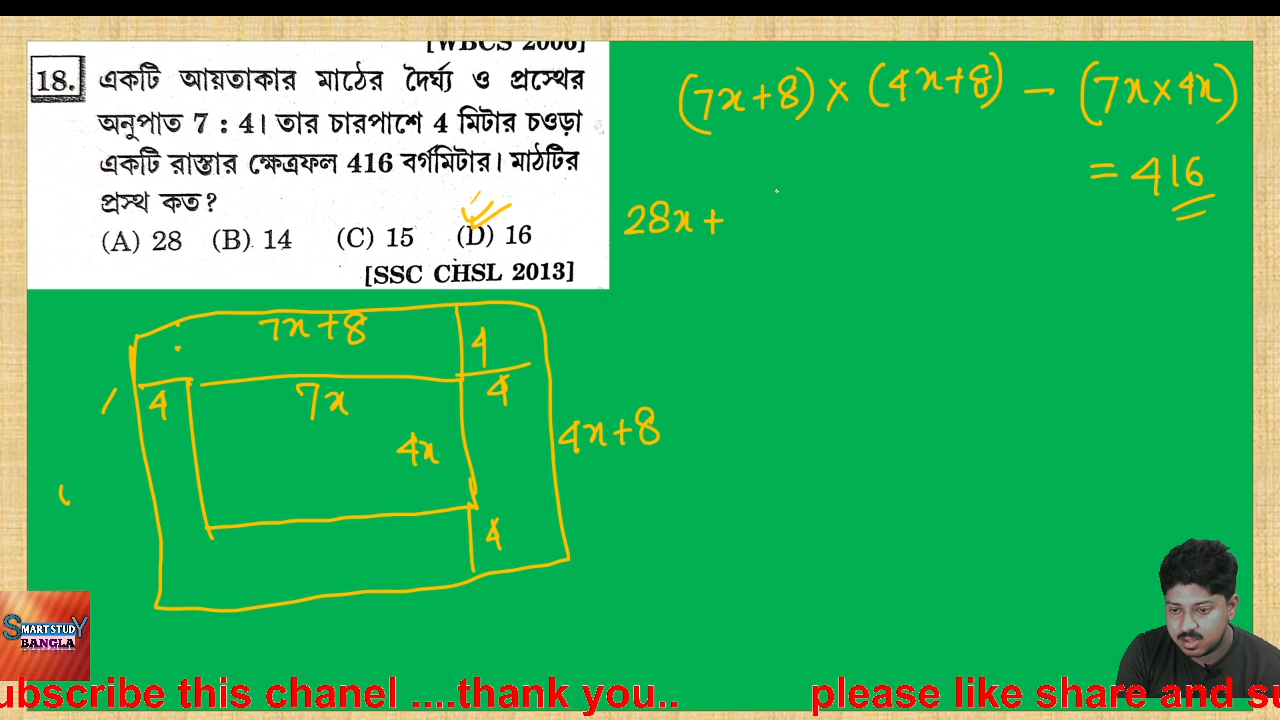 [WBCS 2006]
18. একটি আয়তাকার মাঠের দৈর্ঘ্য ও প্রস্থের
অনুপাত 7 : 4। তার চারপাশে 4 মিটার চওড়া
একটি রাস্তার ক্ষেত্রফল 416 বর্গমিটার। মাঠটির
প্রস্থ কত?
(A) 28 (B) 14 (C) 15 (D) 16
[SSC CHSL 2013]
(7x+8) × (4x+8) - (7x×4x)
= 416
28x +
7x+8
4
4
4
7x
4x
4x+8
4
SMART STUDY
BANGLA
ubscribe this chanel ....thank you.. please like share and su